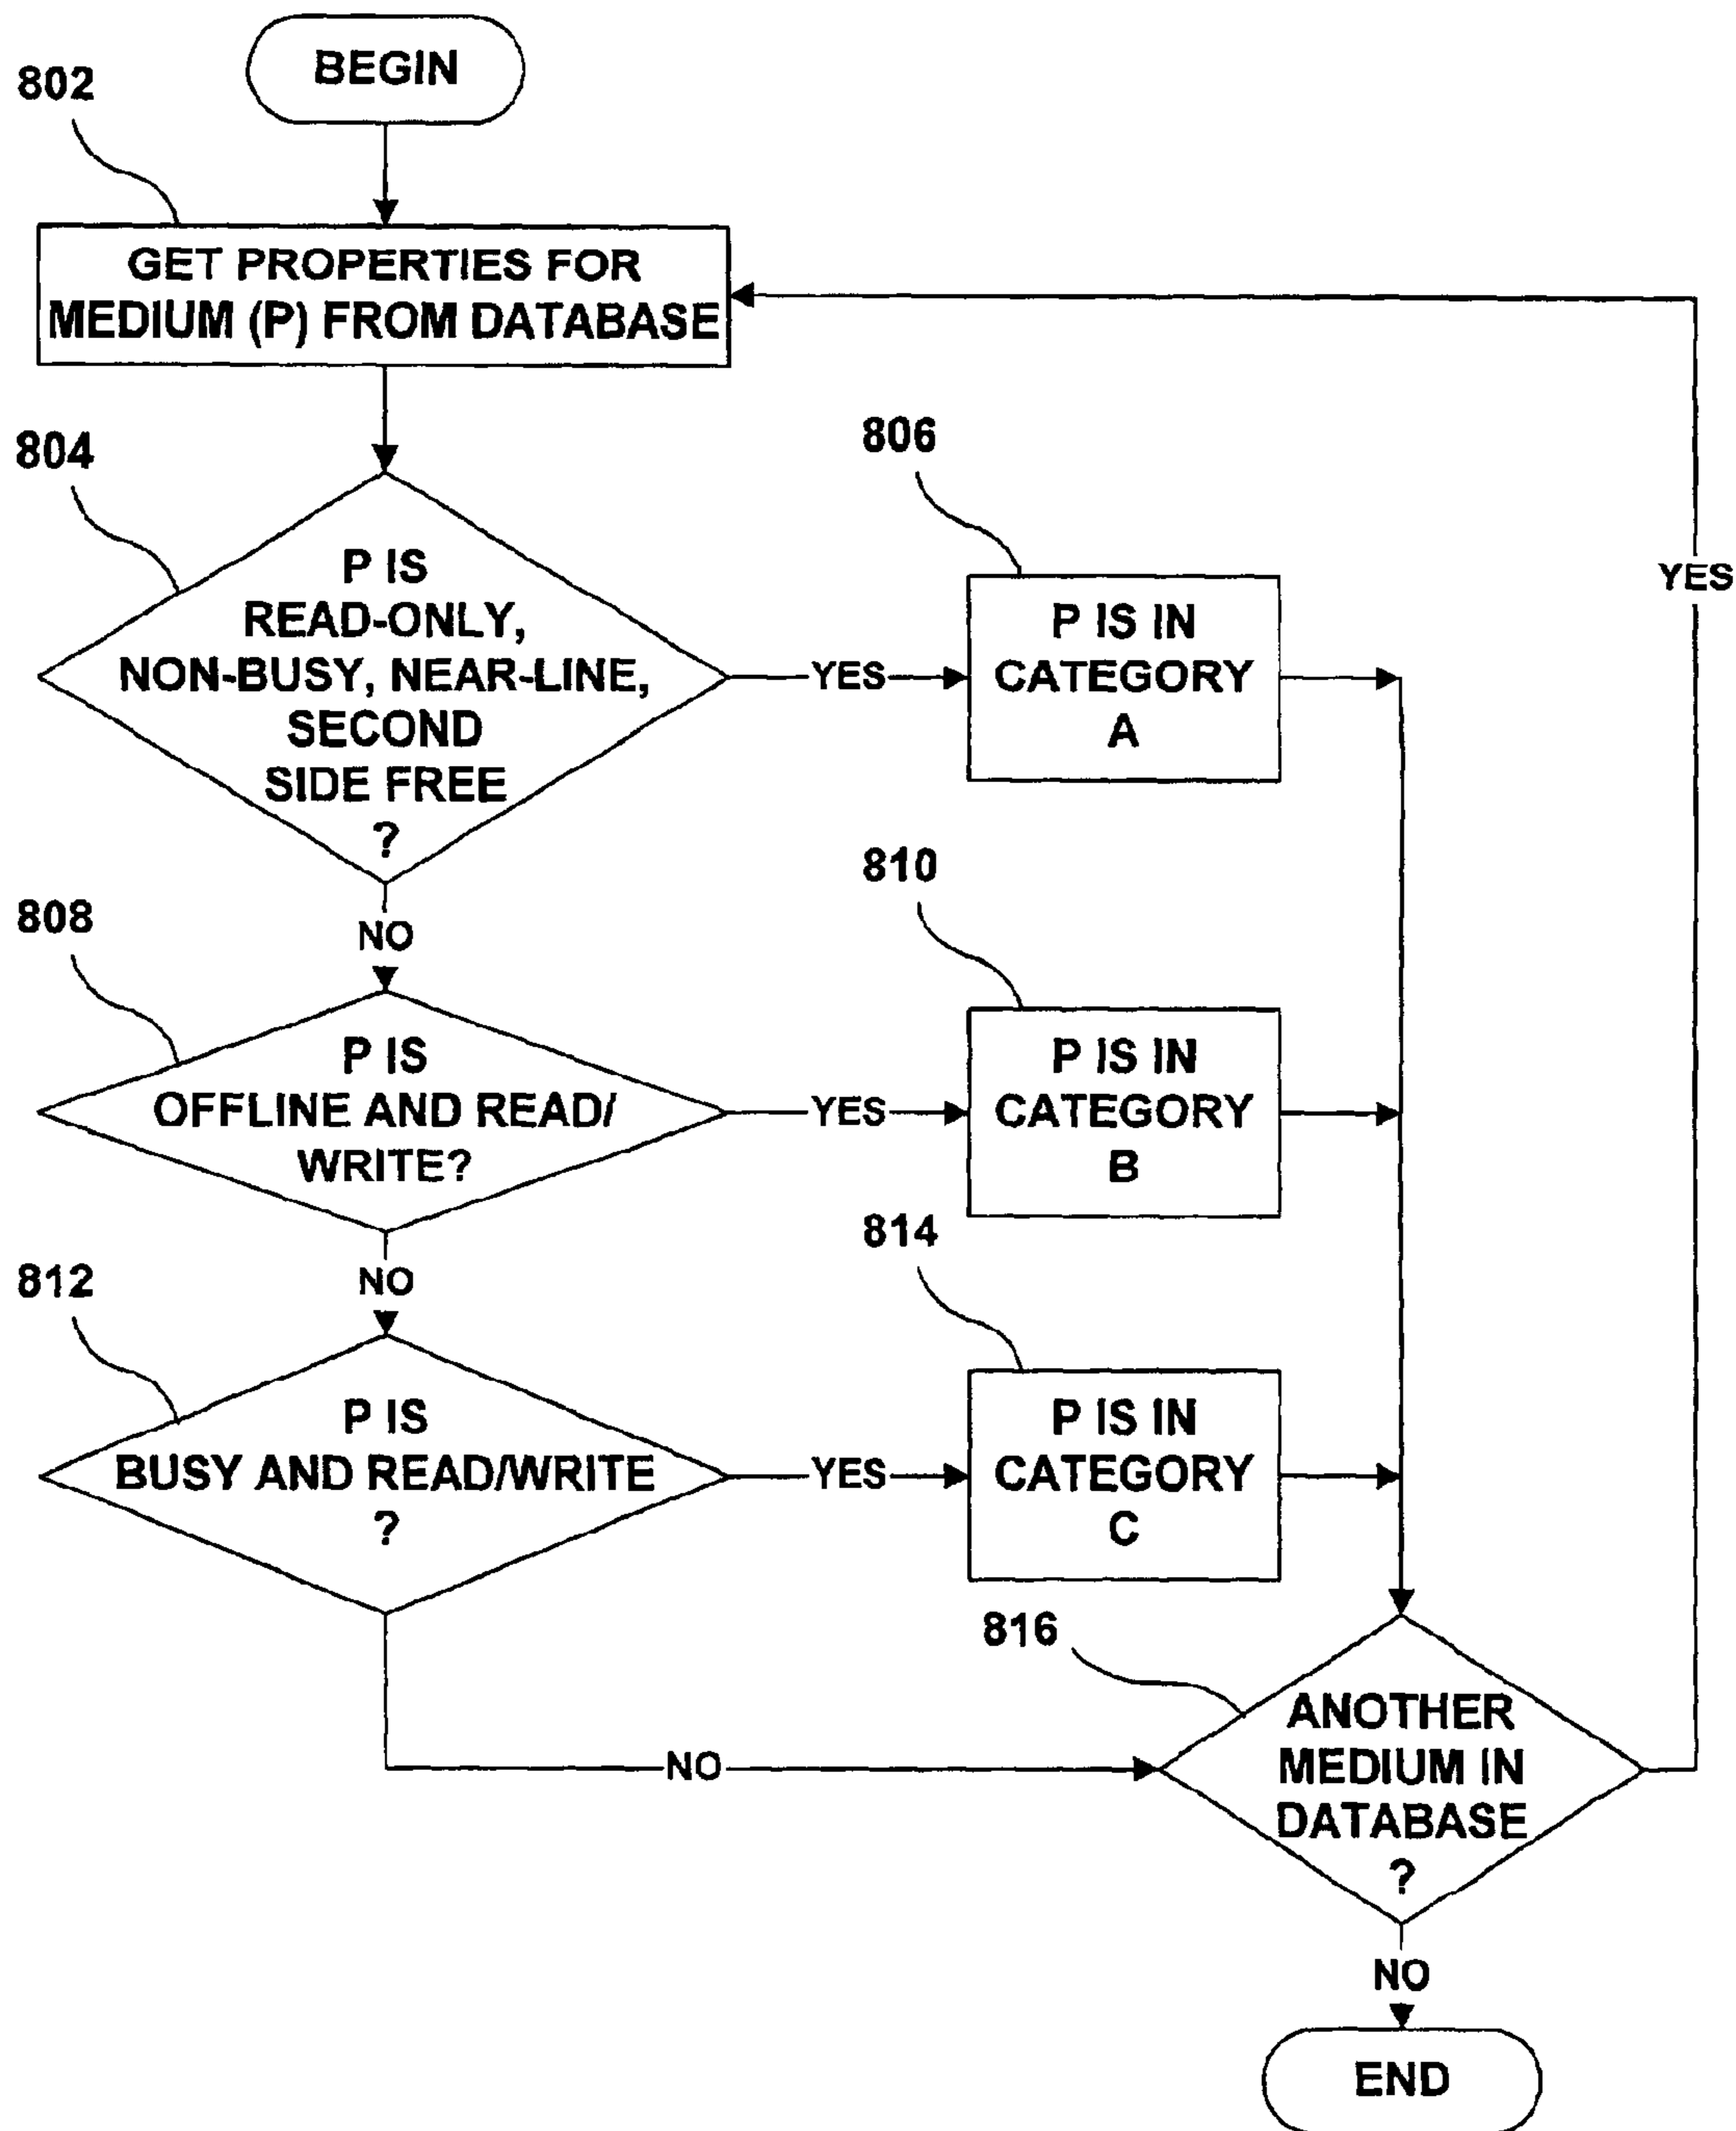 BEGIN
802
GET PROPERTIES FOR
MEDIUM (P) FROM DATABASE
804
P IS
READ-ONLY,
NON-BUSY, NEAR-LINE,
SECOND
SIDE FREE
?
YES
806
P IS IN
CATEGORY
A
YES
NO
808
P IS
OFFLINE AND READ/
WRITE?
YES
810
P IS IN
CATEGORY
B
NO
812
P IS
BUSY AND READ/WRITE
?
YES
814
P IS IN
CATEGORY
C
NO
816
ANOTHER
MEDIUM IN
DATABASE
?
NO
END